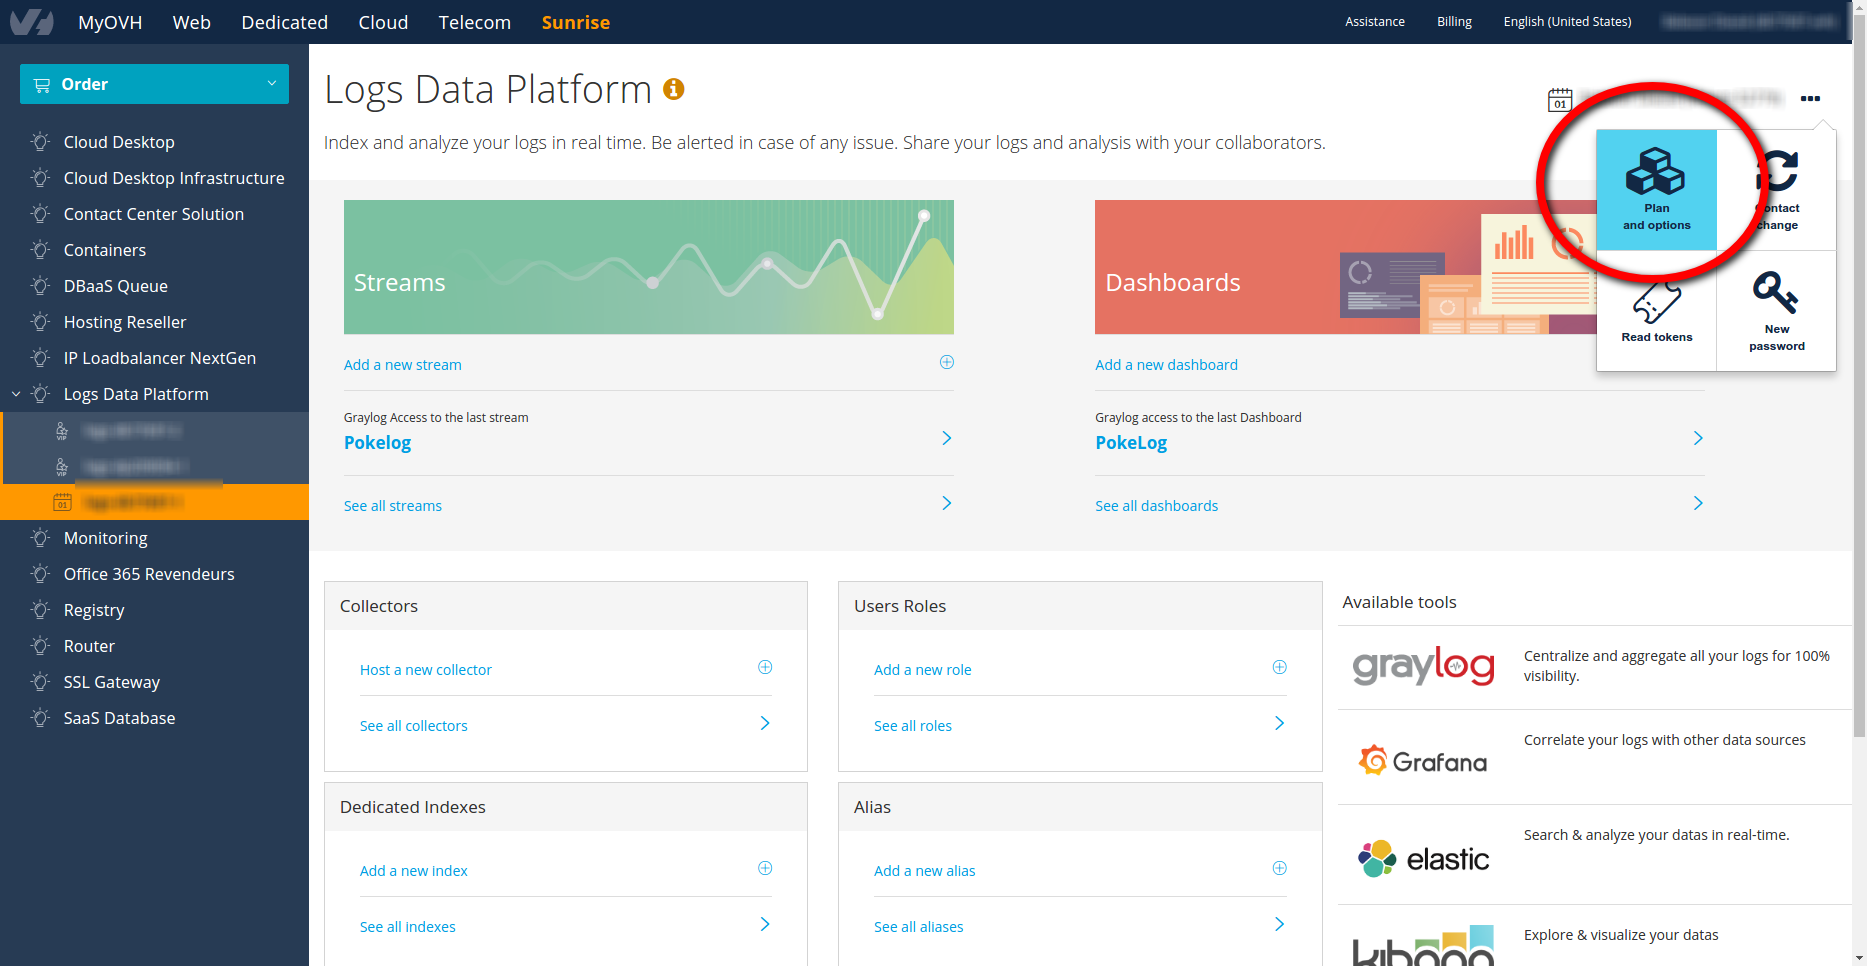 MyOVH Web Dedicated Cloud Telecom Sunrise Assistance Billing English (United States)
Order
Cloud Desktop
Cloud Desktop Infrastructure
Contact Center Solution
Containers
DBaaS Queue
Hosting Reseller
IP Loadbalancer NextGen
Logs Data Platform
VIP
VIP
01
Monitoring
Office 365 Revendeurs
Registry
Router
SSL Gateway
SaaS Database
Logs Data Platform
01
Index and analyze your logs in real time. Be alerted in case of any issue. Share your logs and analysis with your collaborators.
Plan
and options
Contact
change
Read tokens
New
password
Streams
Add a new stream
Graylog Access to the last stream
Pokelog
See all streams
Dashboards
Add a new dashboard
Graylog access to the last Dashboard
PokeLog
See all dashboards
Collectors
Host a new collector
See all collectors
Users Roles
Add a new role
See all roles
Dedicated Indexes
Add a new index
See all indexes
Alias
Add a new alias
See all aliases
Available tools
graylog
Centralize and aggregate all your logs for 100%
visibility.
Grafana
Correlate your logs with other data sources
elastic
Search & analyze your datas in real-time.
kibana
Explore & visualize your datas